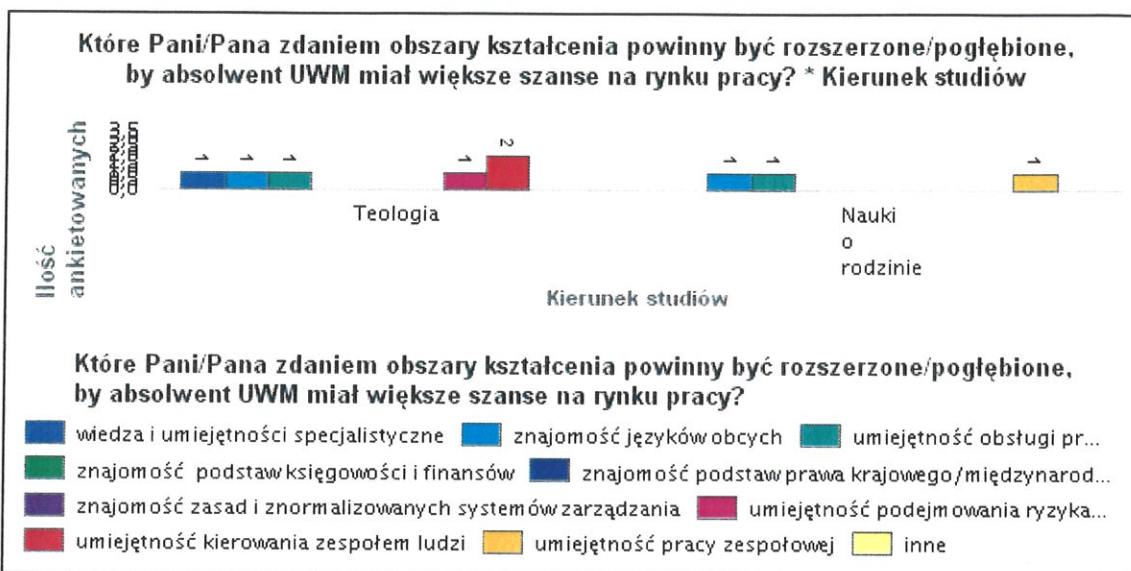 Które Pani/Pana zdaniem obszary kształcenia powinny być rozszerzone/pogłębione,
by absolwent UWM miał większe szanse na rynku pracy? * Kierunek studiów
Ilość
ankietowanych
3,5
0,0
1 1 1 1 2 1 1 1
Teologia
Nauki
o
rodzinie
Kierunek studiów
Które Pani/Pana zdaniem obszary kształcenia powinny być rozszerzone/pogłębione,
by absolwent UWM miał większe szanse na rynku pracy?
wiedza i umiejętności specjalistyczne znajomość języków obcych umiejętność obsługi pr...
znajomość podstaw księgowości i finansów znajomość podstaw prawa krajowego/międzynarod...
znajomość zasad i znormalizowanych systemów zarządzania umiejętność podejmowania ryzyka...
umiejętność kierowania zespołem ludzi umiejętność pracy zespołowej inne